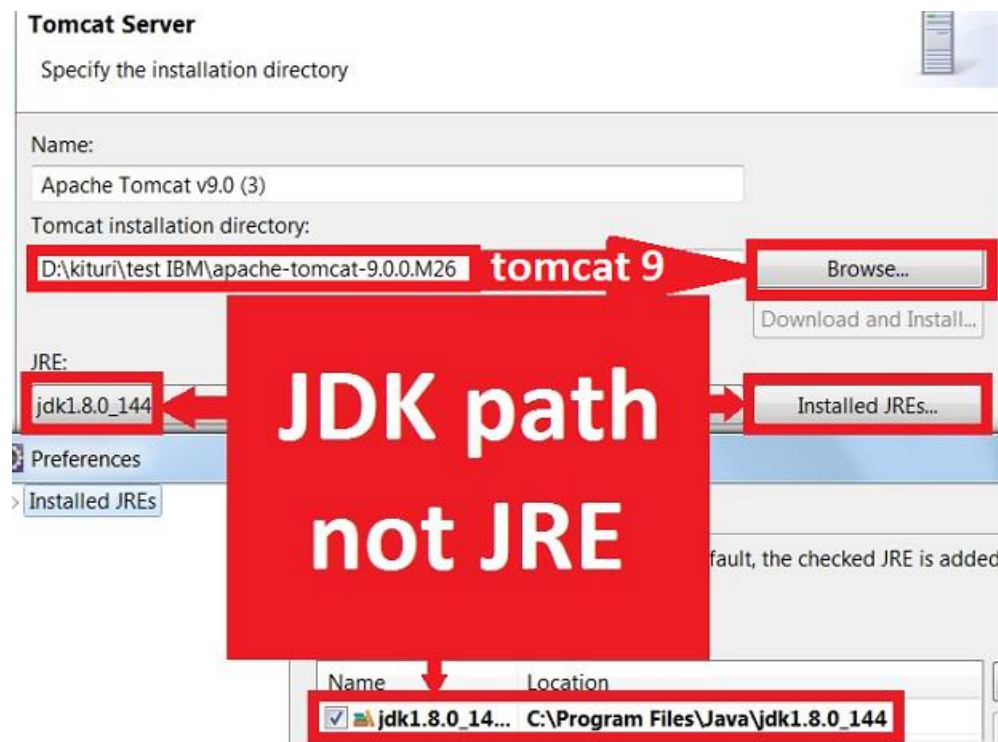 Tomcat Server
Specify the installation directory
Name:
Apache Tomcat v9.0 (3)
Tomcat installation directory:
D:\kituri\test IBM\apache-tomcat-9.0.0.M26
tomcat 9
Browse...
Download and Install...
JRE:
jdk1.8.0_144
JDK path
not JRE
Installed JREs...
Preferences
Installed JREs
fault, the checked JRE is added
Name
Location
jdk1.8.0_14...
C:\Program Files\Java\jdk1.8.0_144